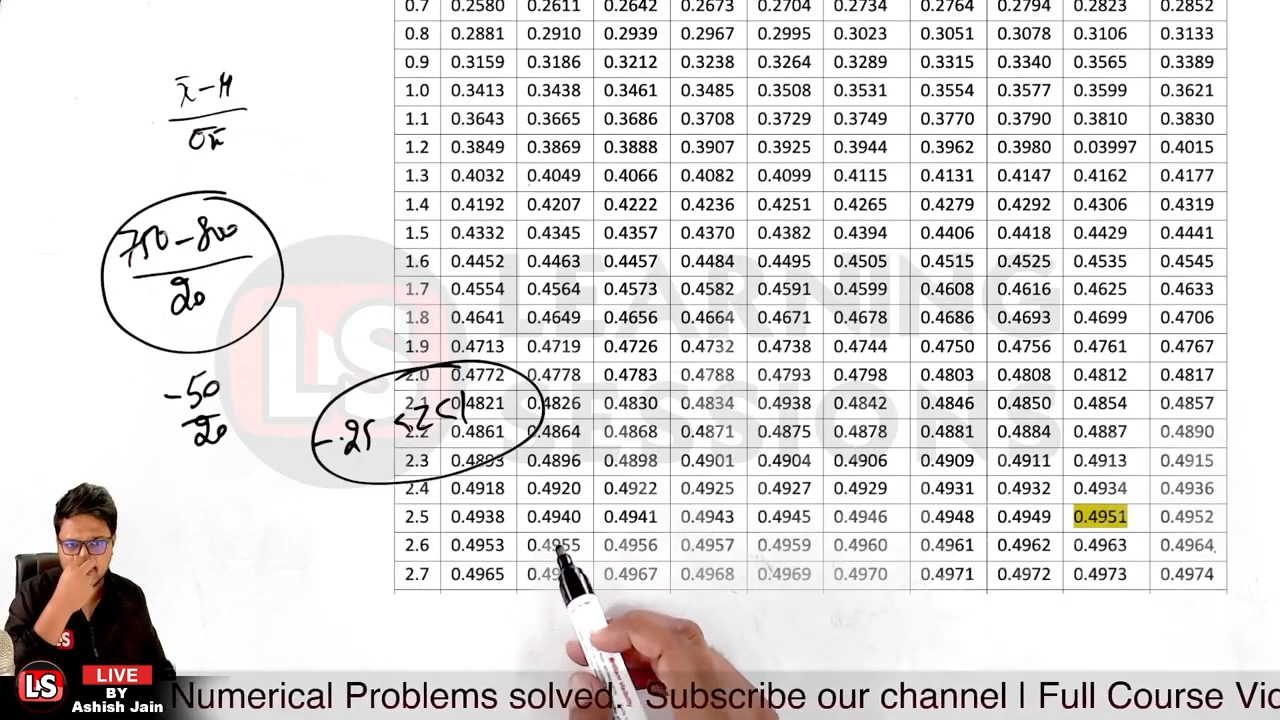 0.7 0.2580 0.2611 0.2642 0.2673 0.2704 0.2734 0.2764 0.2794 0.2823 0.2852
0.8 0.2881 0.2910 0.2939 0.2967 0.2995 0.3023 0.3051 0.3078 0.3106 0.3133
0.9 0.3159 0.3186 0.3212 0.3238 0.3264 0.3289 0.3315 0.3340 0.3565 0.3389
1.0 0.3413 0.3438 0.3461 0.3485 0.3508 0.3531 0.3554 0.3577 0.3599 0.3621
1.1 0.3643 0.3665 0.3686 0.3708 0.3729 0.3749 0.3770 0.3790 0.3810 0.3830
1.2 0.3849 0.3869 0.3888 0.3907 0.3925 0.3944 0.3962 0.3980 0.03997 0.4015
1.3 0.4032 0.4049 0.4066 0.4082 0.4099 0.4115 0.4131 0.4147 0.4162 0.4177
1.4 0.4192 0.4207 0.4222 0.4236 0.4251 0.4265 0.4279 0.4292 0.4306 0.4319
1.5 0.4332 0.4345 0.4357 0.4370 0.4382 0.4394 0.4406 0.4418 0.4429 0.4441
1.6 0.4452 0.4463 0.4457 0.4484 0.4495 0.4505 0.4515 0.4525 0.4535 0.4545
1.7 0.4554 0.4564 0.4573 0.4582 0.4591 0.4599 0.4608 0.4616 0.4625 0.4633
1.8 0.4641 0.4649 0.4656 0.4664 0.4671 0.4678 0.4686 0.4693 0.4699 0.4706
1.9 0.4713 0.4719 0.4726 0.4732 0.4738 0.4744 0.4750 0.4756 0.4761 0.4767
2.0 0.4772 0.4778 0.4783 0.4788 0.4793 0.4798 0.4803 0.4808 0.4812 0.4817
2.1 0.4821 0.4826 0.4830 0.4834 0.4938 0.4842 0.4846 0.4850 0.4854 0.4857
2.2 0.4861 0.4864 0.4868 0.4871 0.4875 0.4878 0.4881 0.4884 0.4887 0.4890
2.3 0.4893 0.4896 0.4898 0.4901 0.4904 0.4906 0.4909 0.4911 0.4913 0.4915
2.4 0.4918 0.4920 0.4922 0.4925 0.4927 0.4929 0.4931 0.4932 0.4934 0.4936
2.5 0.4938 0.4940 0.4941 0.4943 0.4945 0.4946 0.4948 0.4949 0.4951 0.4952
2.6 0.4953 0.4955 0.4956 0.4957 0.4959 0.4960 0.4961 0.4962 0.4963 0.4964
2.7 0.4965 0.4967 0.4968 0.4969 0.4970 0.4971 0.4972 0.4973 0.4974
x̄ - μ
σx̄
750 - 800
20
-50
20
-.25 < Z < 1
LS
LEARNING
SESSIONS
LS
LS
LIVE
BY
Ashish Jain
Numerical Problems solved. Subscribe our channel I Full Course Vi